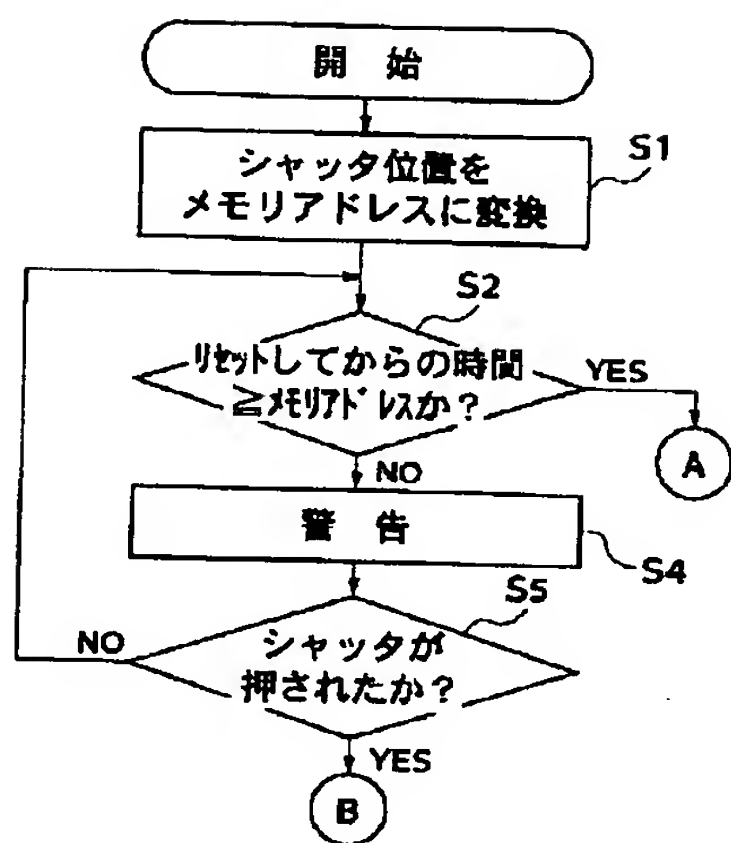 開 始
シャッタ位置を
メモリアドレスに変換
S1
S2
リセットしてからの時間
≧メモリアドレスか?
YES
A
NO
警 告
S4
S5
シャッタが
押されたか?
NO
YES
B